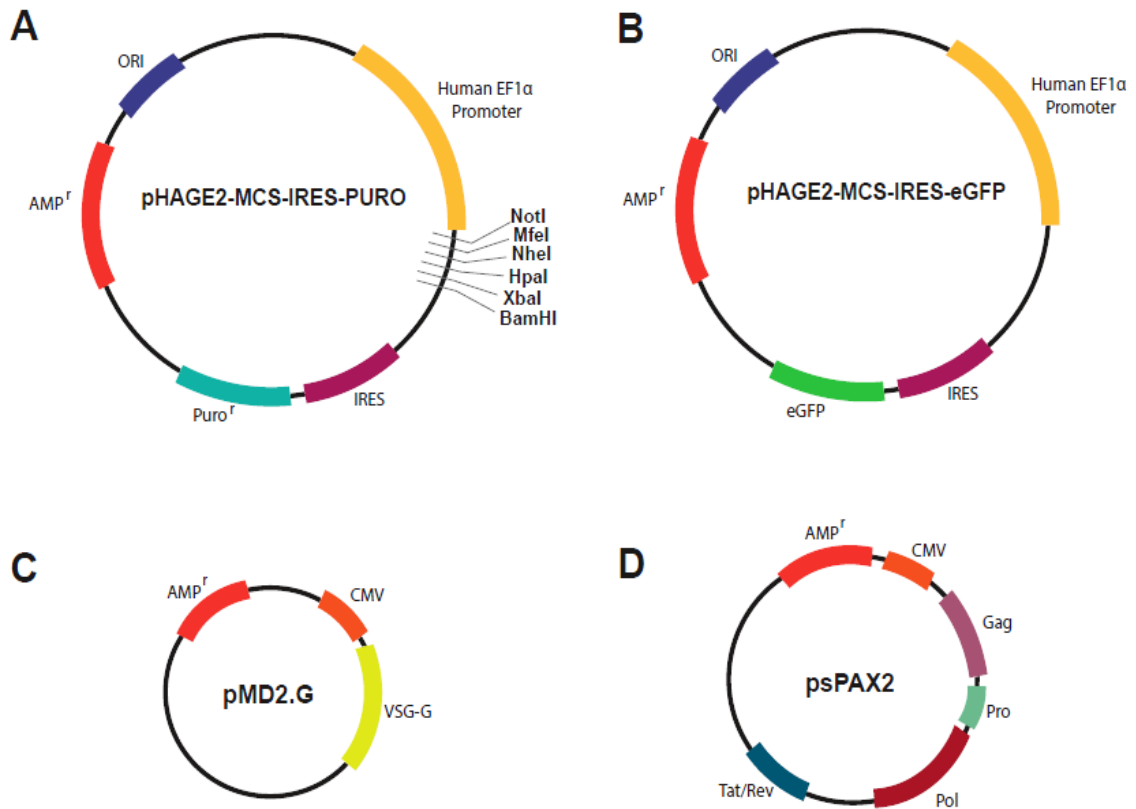 A
ORI
Human EF1α
Promoter
AMP r
pHAGE2-MCS-IRES-PURO
NotI
MfeI
NheI
HpaI
XbaI
BamHI
Puro r
IRES
B
ORI
Human EF1α
Promoter
AMP r
pHAGE2-MCS-IRES-eGFP
eGFP
IRES
C
AMP r
CMV
pMD2.G
VSG-G
D
AMP r
CMV
Gag
psPAX2
Pro
Tat/Rev
Pol